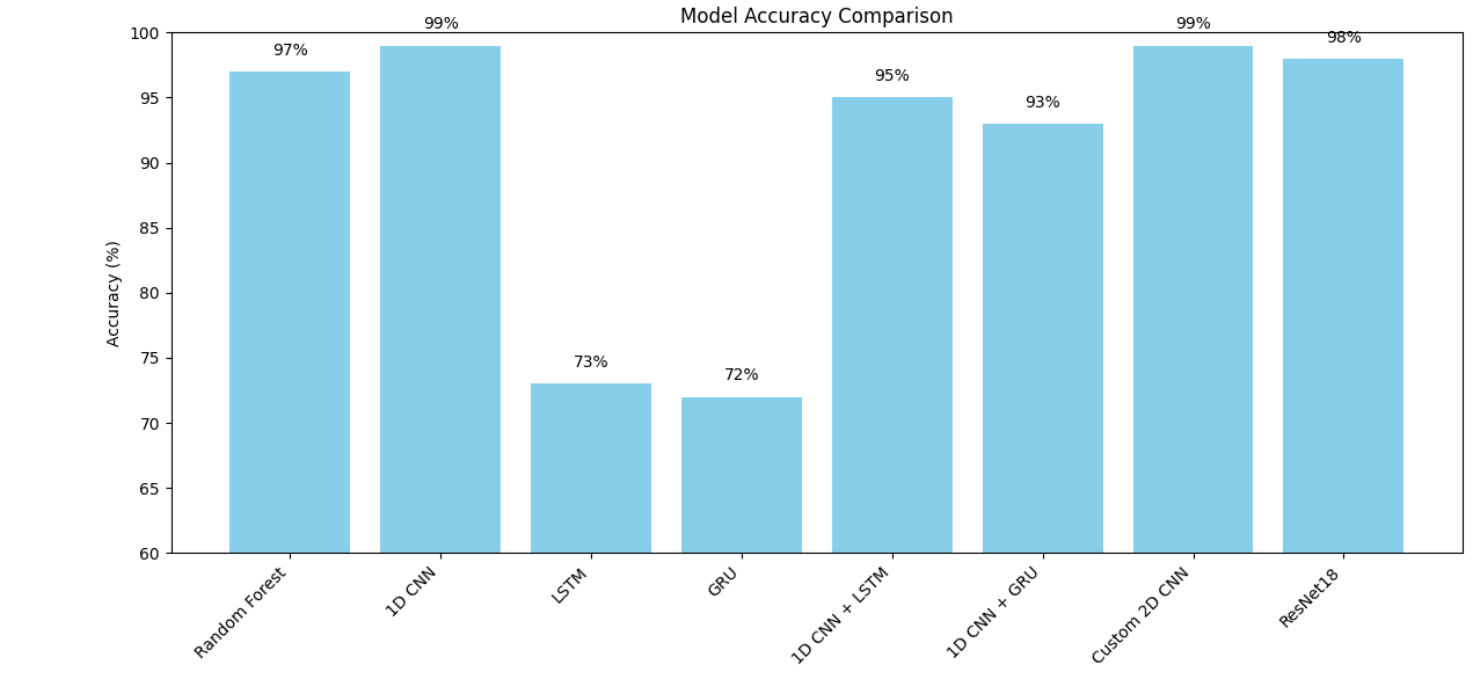 Model Accuracy Comparison
Accuracy (%)
100
95
90
85
80
75
70
65
60
97%
99%
73%
72%
95%
93%
99%
98%
Random Forest
1D CNN
LSTM
GRU
1D CNN + LSTM
1D CNN + GRU
Custom 2D CNN
ResNet18